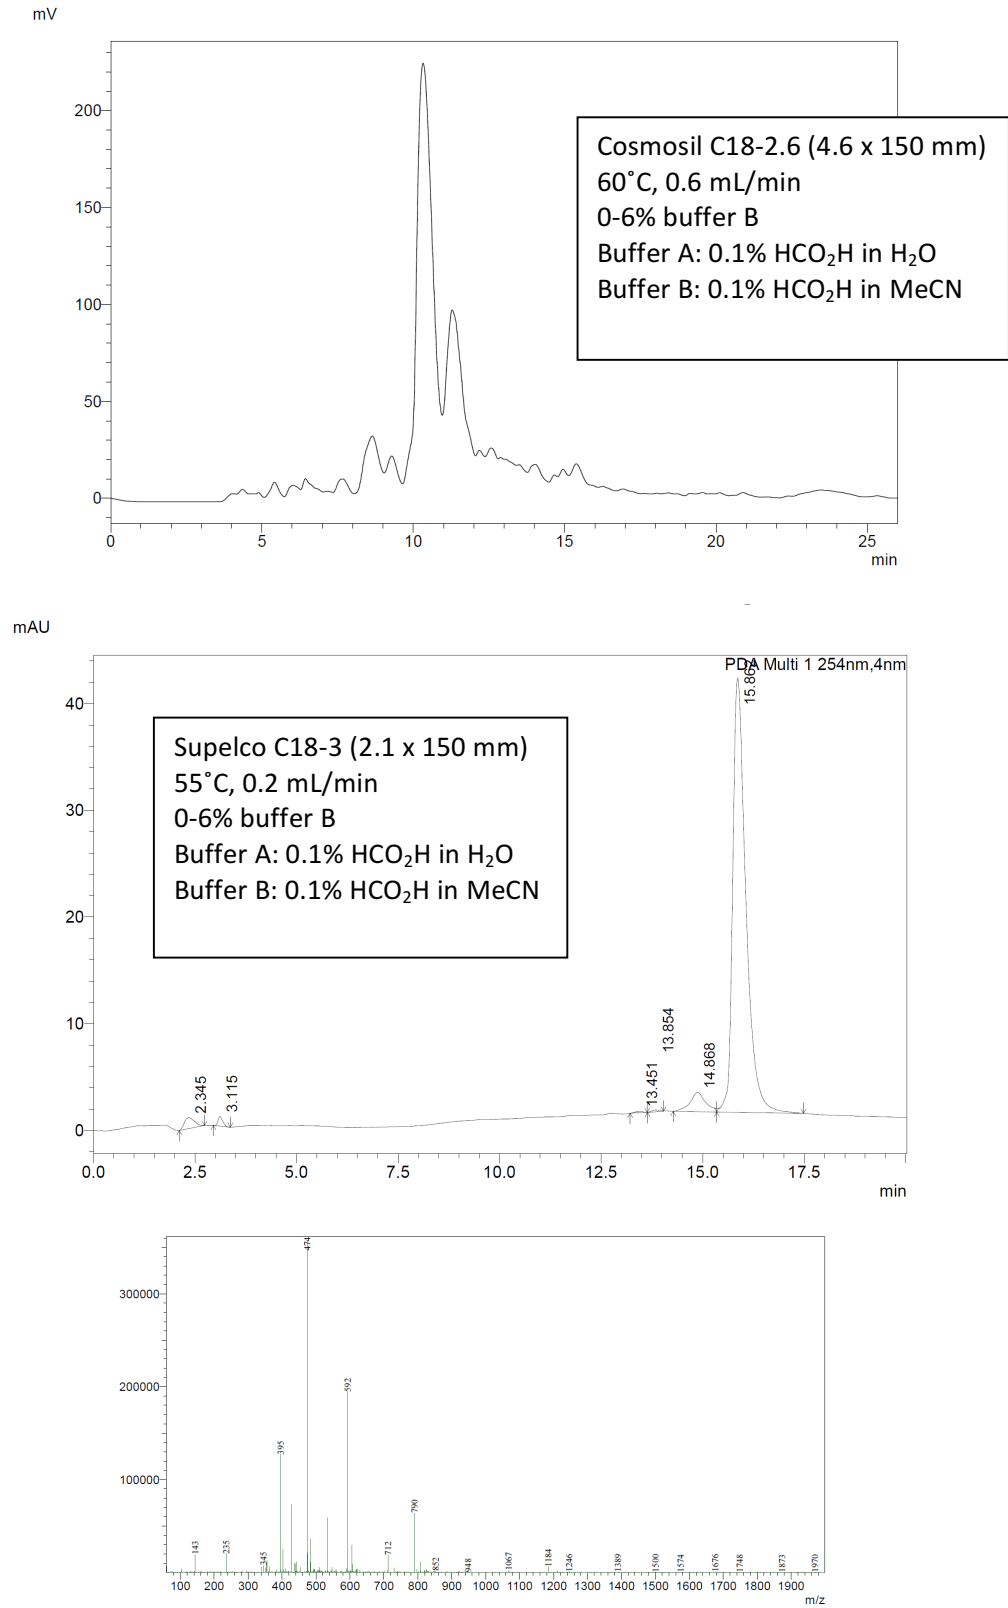 mV
200
150
100
50
0
0 5 10 15 20 25
min
Cosmosil C18-2.6 (4.6 x 150 mm)
60˚C, 0.6 mL/min
0-6% buffer B
Buffer A: 0.1% HCO₂H in H₂O
Buffer B: 0.1% HCO₂H in MeCN
mAU
PDA Multi 1 254nm,4nm
40
30
20
10
0
Supelco C18-3 (2.1 x 150 mm)
55˚C, 0.2 mL/min
0-6% buffer B
Buffer A: 0.1% HCO₂H in H₂O
Buffer B: 0.1% HCO₂H in MeCN
2.345
3.115
13.451
13.854
14.868
15.862
0.0 2.5 5.0 7.5 10.0 12.5 15.0 17.5
min
300000
200000
100000
143 235 345 395 474 592 712 790 852 948 1067 1184 1246 1389 1500 1574 1676 1748 1873 1970
100 200 300 400 500 600 700 800 900 1000 1100 1200 1300 1400 1500 1600 1700 1800 1900
m/z